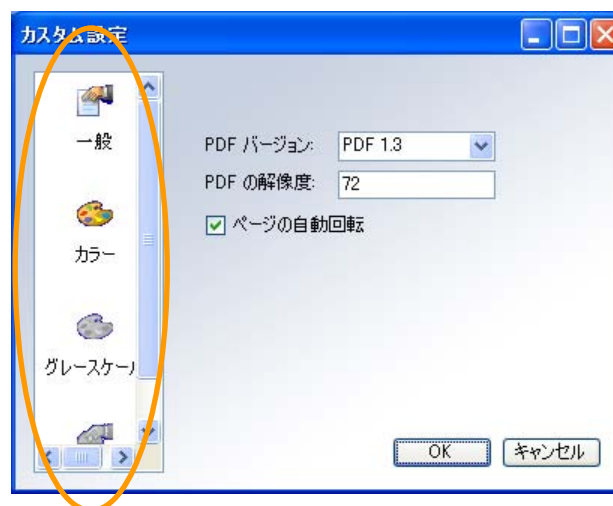 カスタム設定
一般
カラー
グレースケール
PDF バージョン: PDF 1.3
PDF の解像度: 72
ページの自動回転
OK キャンセル